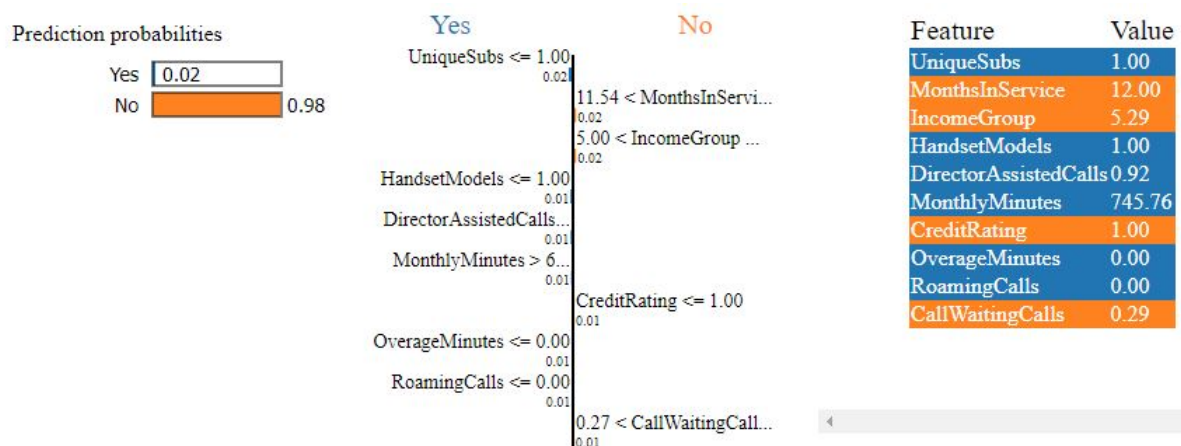 Prediction probabilities
Yes 0.02
No 0.98
Yes No
UniqueSubs <= 1.00
0.02
11.54 < MonthsInServi...
0.02
5.00 < IncomeGroup ...
0.02
HandsetModels <= 1.00
0.01
DirectorAssistedCalls...
0.01
MonthlyMinutes > 6...
0.01
CreditRating <= 1.00
0.01
OverageMinutes <= 0.00
0.01
RoamingCalls <= 0.00
0.01
0.27 < CallWaitingCall...
0.01
Feature Value
UniqueSubs 1.00
MonthsInService 12.00
IncomeGroup 5.29
HandsetModels 1.00
DirectorAssistedCalls 0.92
MonthlyMinutes 745.76
CreditRating 1.00
OverageMinutes 0.00
RoamingCalls 0.00
CallWaitingCalls 0.29